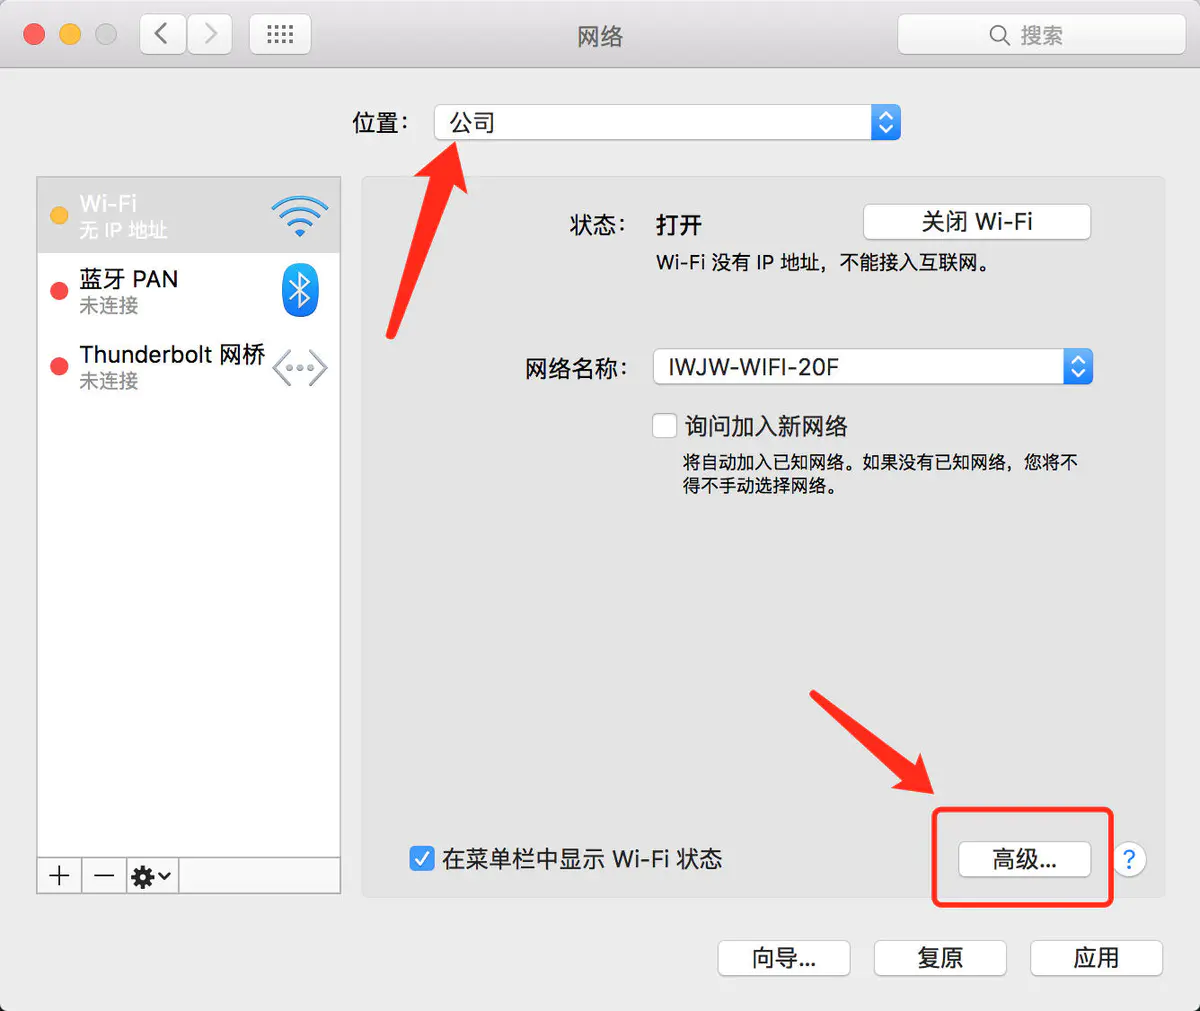 网络
搜索
位置：
公司
Wi-Fi
无 IP 地址
蓝牙 PAN
未连接
Thunderbolt 网桥
未连接
状态：
打开
关闭 Wi-Fi
Wi-Fi 没有 IP 地址，不能接入互联网。
网络名称：
IWJW-WIFI-20F
询问加入新网络
将自动加入已知网络。如果没有已知网络，您将不
得不手动选择网络。
在菜单栏中显示 Wi-Fi 状态
高级...
?
向导...
复原
应用